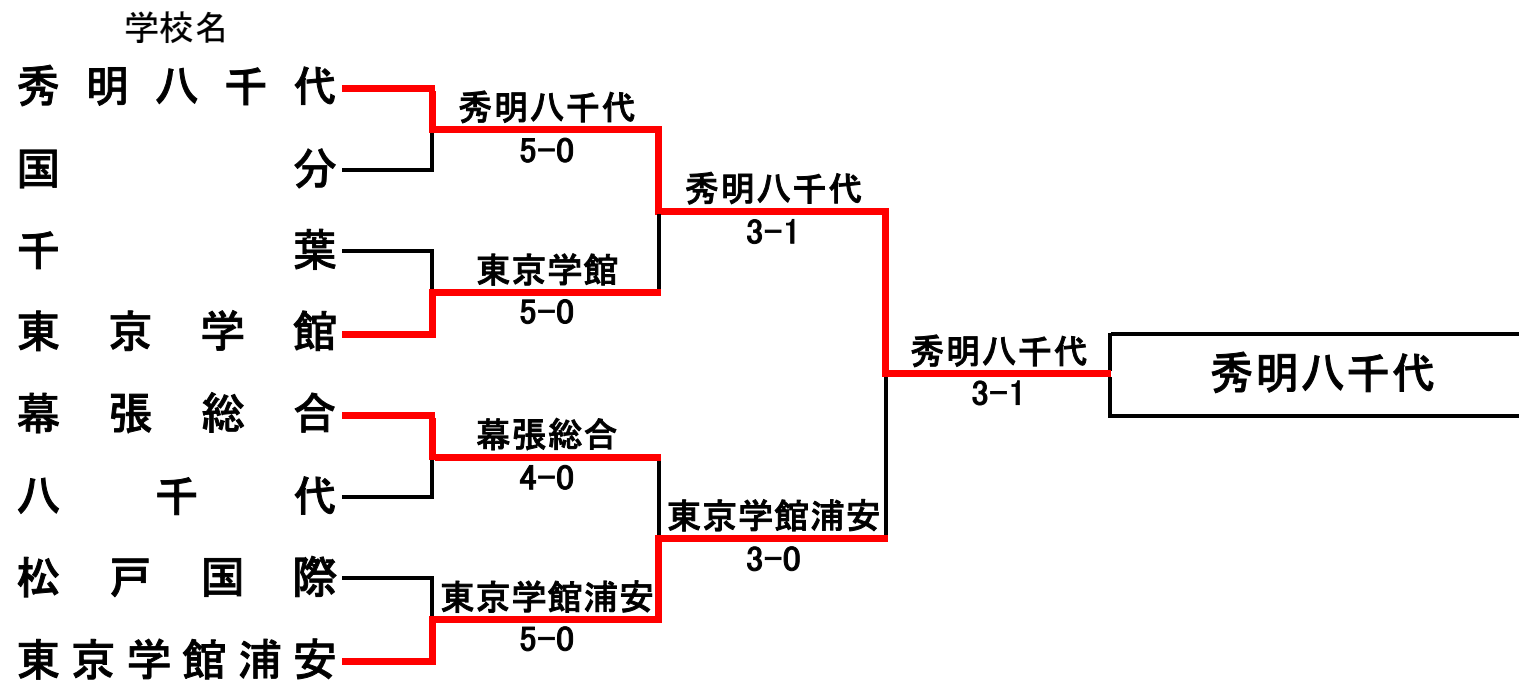 学校名
秀明八千代
国分
千葉
東京学館
幕張総合
八千代
松戸国際
東京学館浦安
秀明八千代
5-0
東京学館
5-0
幕張総合
4-0
東京学館浦安
5-0
秀明八千代
3-1
東京学館浦安
3-0
秀明八千代
3-1
秀明八千代